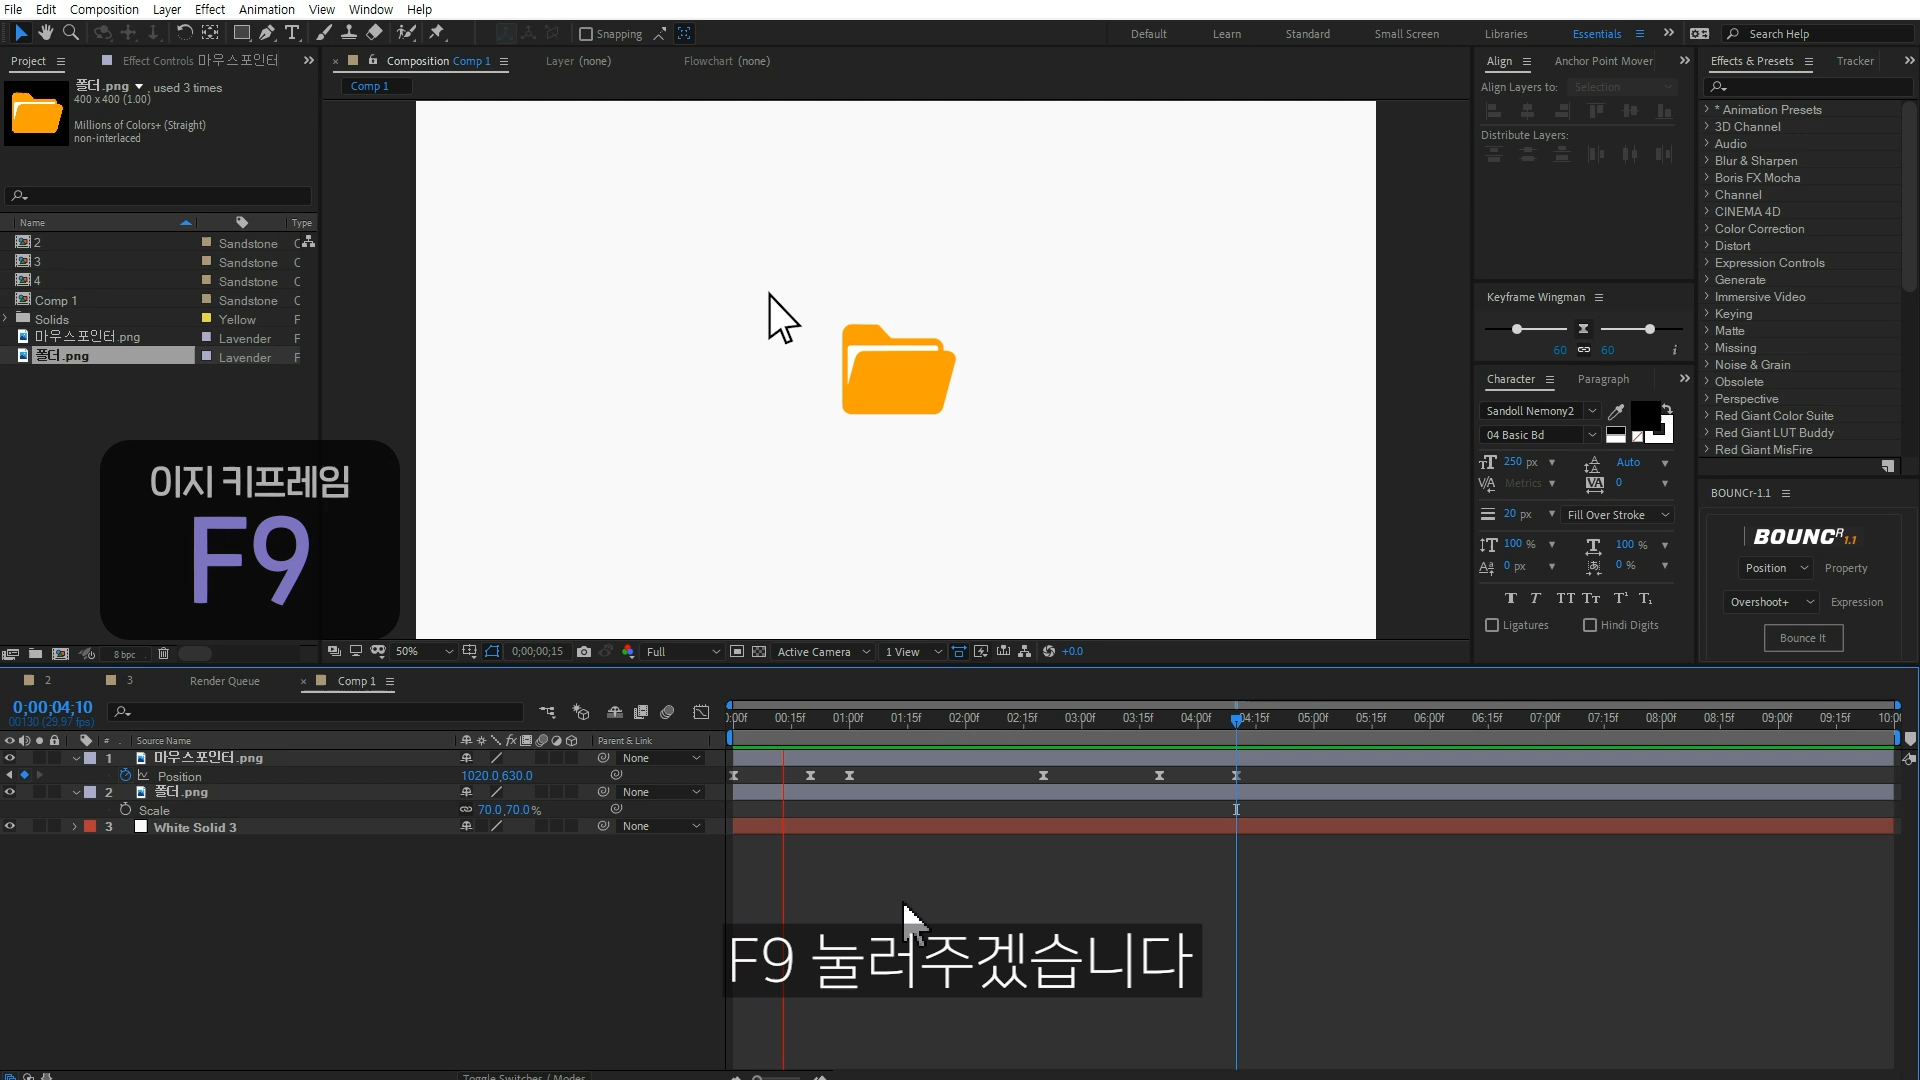 File Edit Composition Layer Effect Animation View Window Help
Snapping
Default Learn Standard Small Screen Libraries Essentials
Search Help
Project
Effect Controls 마우스포인터
Composition Comp 1
Layer (none)
Flowchart (none)
Comp 1
폴더.png , used 3 times
400 x 400 (1.00)
Millions of Colors+ (Straight)
non-interlaced
Name Type
2 Sandstone C
3 Sandstone C
4 Sandstone C
Comp 1 Sandstone C
Solids Yellow F
마우스포인터.png Lavender F
폴더.png Lavender F
이지 키프레임
F9
8 bpc
50% 0;00;00;15 Full Active Camera 1 View +0.0
Align Anchor Point Mover
Align Layers to: Selection
Distribute Layers:
Keyframe Wingman
60 60 i
Character Paragraph
Sandoll Nemony2
04 Basic Bd
250 px Auto
Metrics 0
20 px Fill Over Stroke
100 % 100 %
0 px 0 %
T T TT Tт T¹ T₁
Ligatures Hindi Digits
Effects & Presets Tracker
* Animation Presets
3D Channel
Audio
Blur & Sharpen
Boris FX Mocha
Channel
CINEMA 4D
Color Correction
Distort
Expression Controls
Generate
Immersive Video
Keying
Matte
Missing
Noise & Grain
Obsolete
Perspective
Red Giant Color Suite
Red Giant LUT Buddy
Red Giant MisFire
BOUNCr-1.1
BOUNCR 1.1
Position Property
Overshoot+ Expression
Bounce It
2 3 Render Queue Comp 1
0;00;04;10
00130 (29.97 fps)
):00f 00:15f 01:00f 01:15f 02:00f 02:15f 03:00f 03:15f 04:00f 04:15f 05:00f 05:15f 06:00f 06:15f 07:00f 07:15f 08:00f 08:15f 09:00f 09:15f 10:0
# Source Name fx Parent & Link
1 마우스포인터.png None
Position 1020.0,630.0
2 폴더.png None
Scale 70.0,70.0%
3 White Solid 3 None
F9 눌러주겠습니다
Toggle Switches / Modes